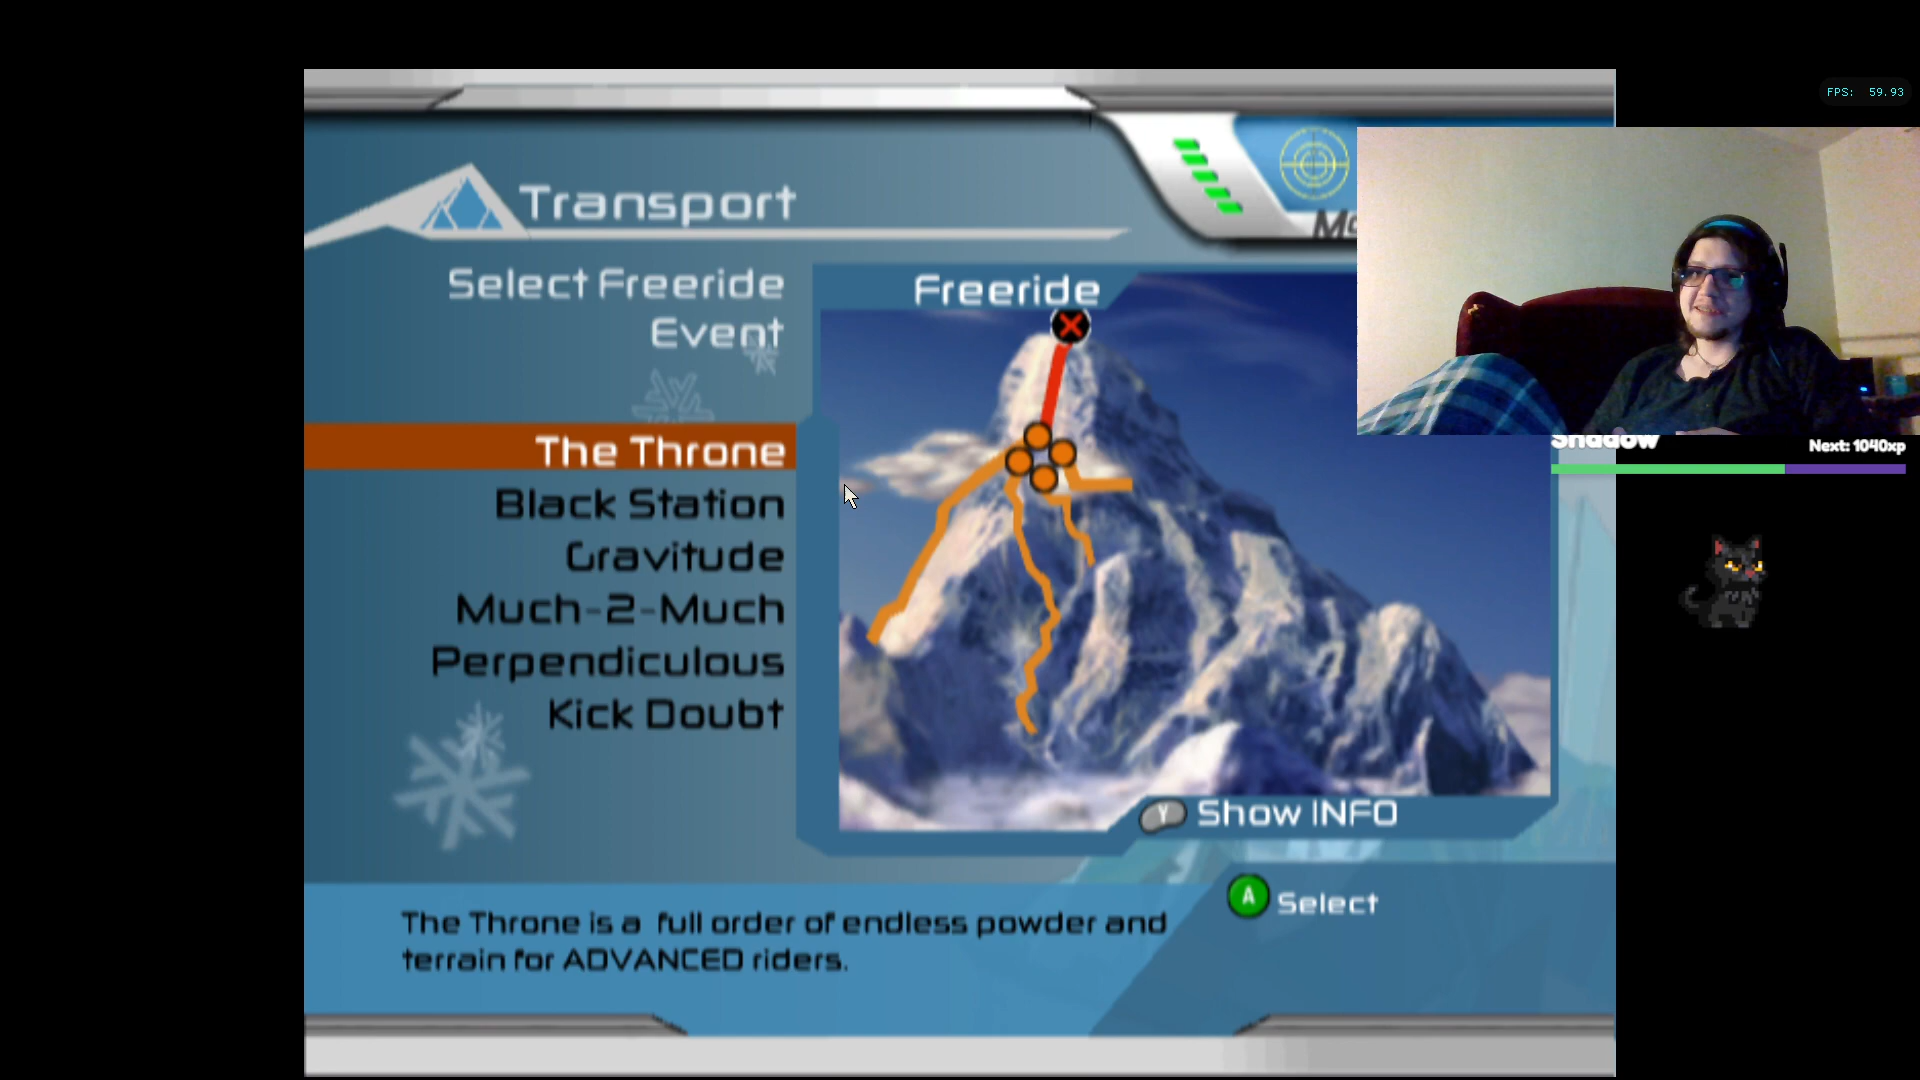 FPS: 59.93
Transport
Select Freeride
Event
Freeride
The Throne
Black Station
Gravitude
Much-2-Much
Perpendiculous
Kick Doubt
Shadow
Next: 1040xp
Y Show INFO
A Select
The Throne is a full order of endless powder and
terrain for ADVANCED riders.